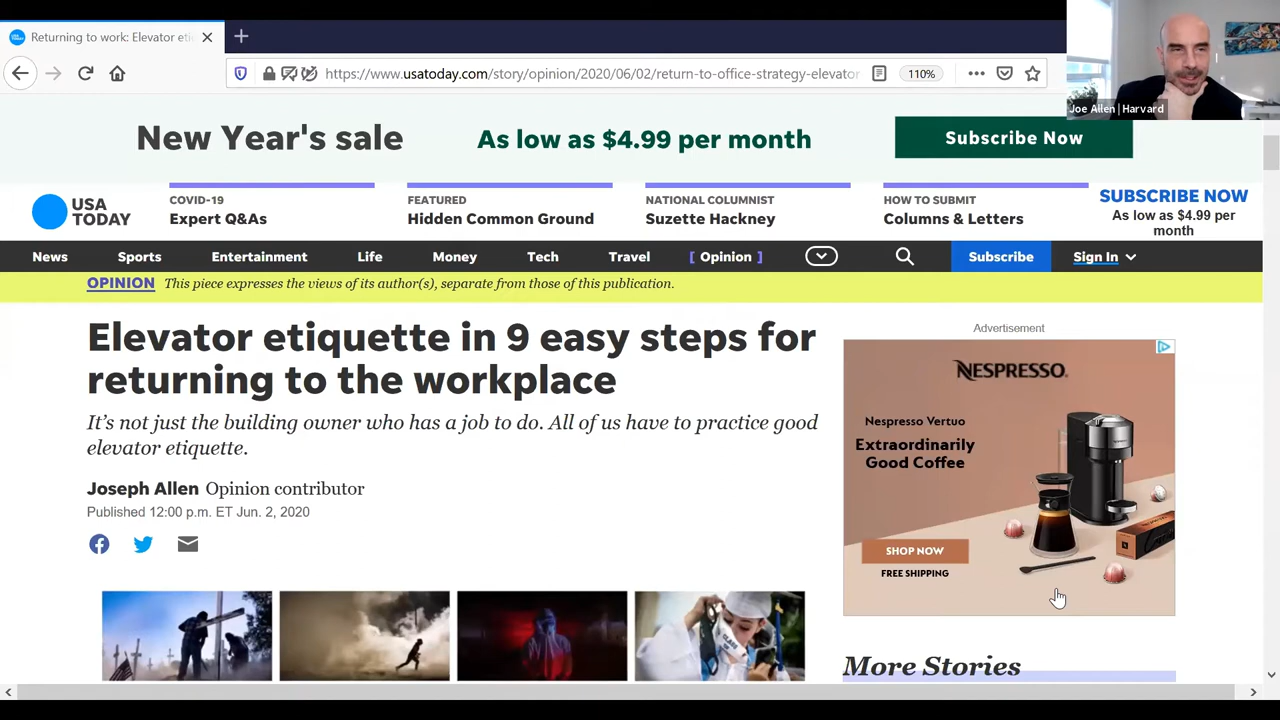 Returning to work: Elevator eti
https://www.usatoday.com/story/opinion/2020/06/02/return-to-office-strategy-elevator
110%
Joe Allen | Harvard
New Year's sale
As low as $4.99 per month
Subscribe Now
USA
TODAY
COVID-19
Expert Q&As
FEATURED
Hidden Common Ground
NATIONAL COLUMNIST
Suzette Hackney
HOW TO SUBMIT
Columns & Letters
SUBSCRIBE NOW
As low as $4.99 per
month
News Sports Entertainment Life Money Tech Travel [ Opinion ] Subscribe Sign In
OPINION This piece expresses the views of its author(s), separate from those of this publication.
Elevator etiquette in 9 easy steps for
returning to the workplace
It's not just the building owner who has a job to do. All of us have to practice good
elevator etiquette.
Joseph Allen Opinion contributor
Published 12:00 p.m. ET Jun. 2, 2020
Advertisement
NESPRESSO.
Nespresso Vertuo
Extraordinarily
Good Coffee
SHOP NOW
FREE SHIPPING
More Stories